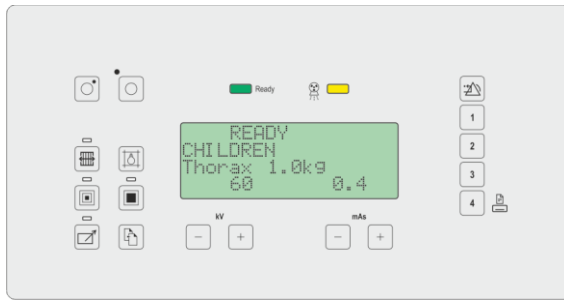 Ready
READY
CHILDREN
Thorax 1.0kg
60 0.4
kV mAs
- + - +
1
2
3
4